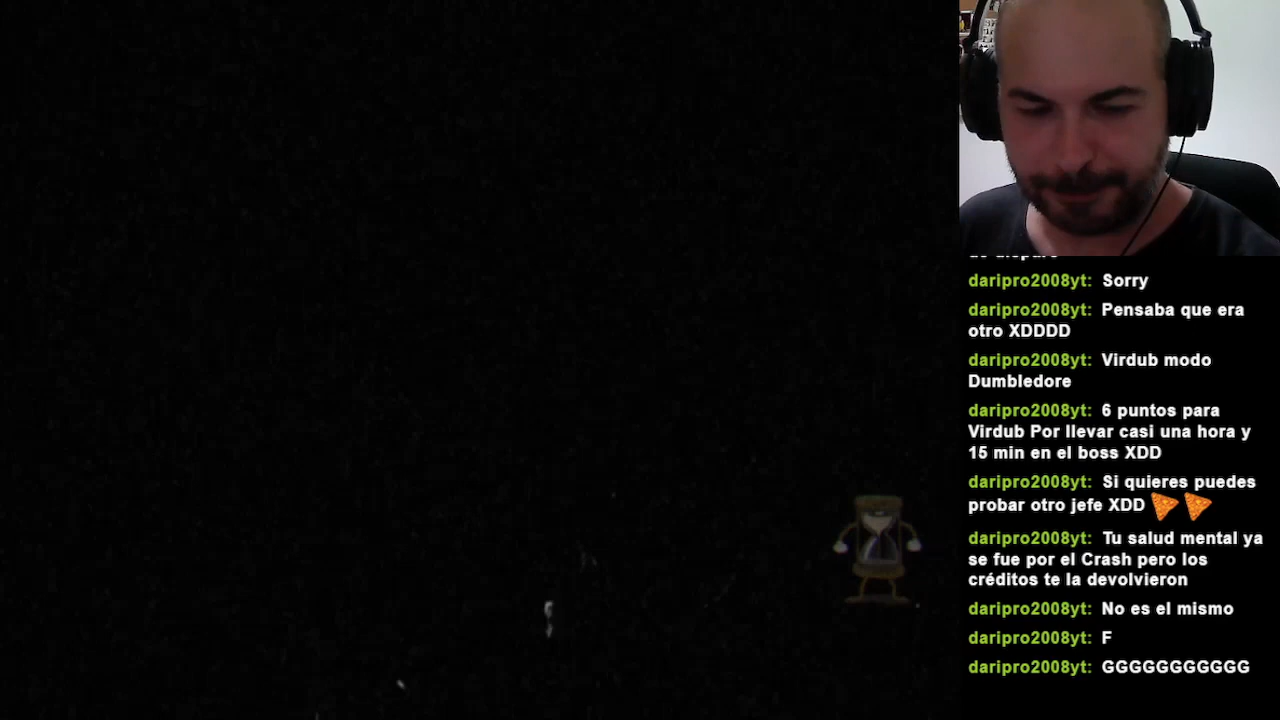 daripro2008yt: Sorry
daripro2008yt: Pensaba que era
otro XDDDD
daripro2008yt: Virdub modo
Dumbledore
daripro2008yt: 6 puntos para
Virdub Por llevar casi una hora y
15 min en el boss XDD
daripro2008yt: Si quieres puedes
probar otro jefe XDD
daripro2008yt: Tu salud mental ya
se fue por el Crash pero los
créditos te la devolvieron
daripro2008yt: No es el mismo
daripro2008yt: F
daripro2008yt: GGGGGGGGGGG